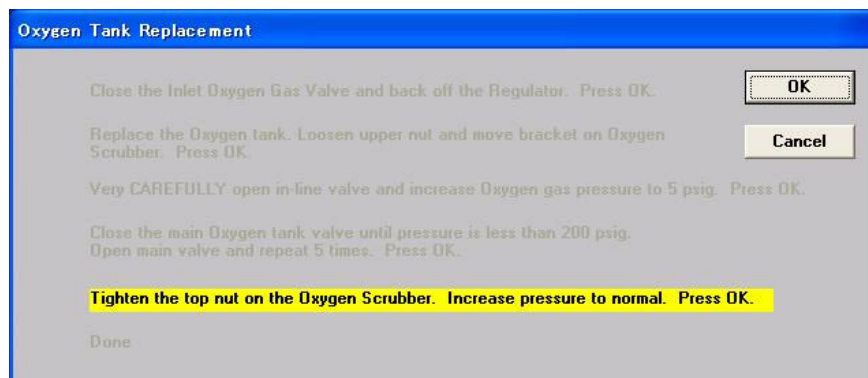 Oxygen Tank Replacement
Close the Inlet Oxygen Gas Valve and back off the Regulator.  Press OK.
OK
Replace the Oxygen tank. Loosen upper nut and move bracket on Oxygen
Scrubber.  Press OK.
Cancel
Very CAREFULLY open in-line valve and increase Oxygen gas pressure to 5 psig.  Press OK.
Close the main Oxygen tank valve until pressure is less than 200 psig.
Open main valve and repeat 5 times.  Press OK.
Tighten the top nut on the Oxygen Scrubber.  Increase pressure to normal.  Press OK.
Done